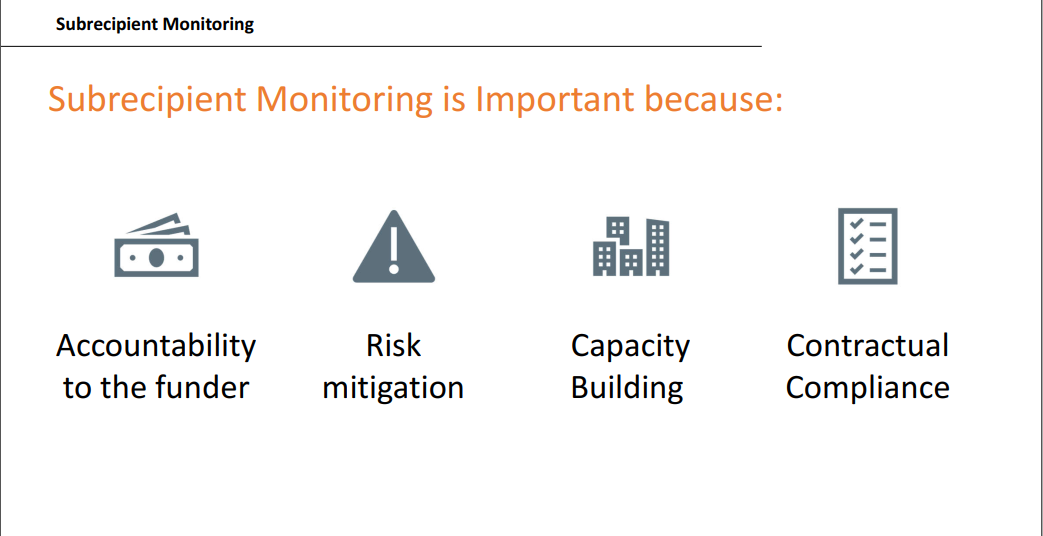 Subrecipient Monitoring
Subrecipient Monitoring is Important because:
Accountability
to the funder
Risk
mitigation
Capacity
Building
Contractual
Compliance